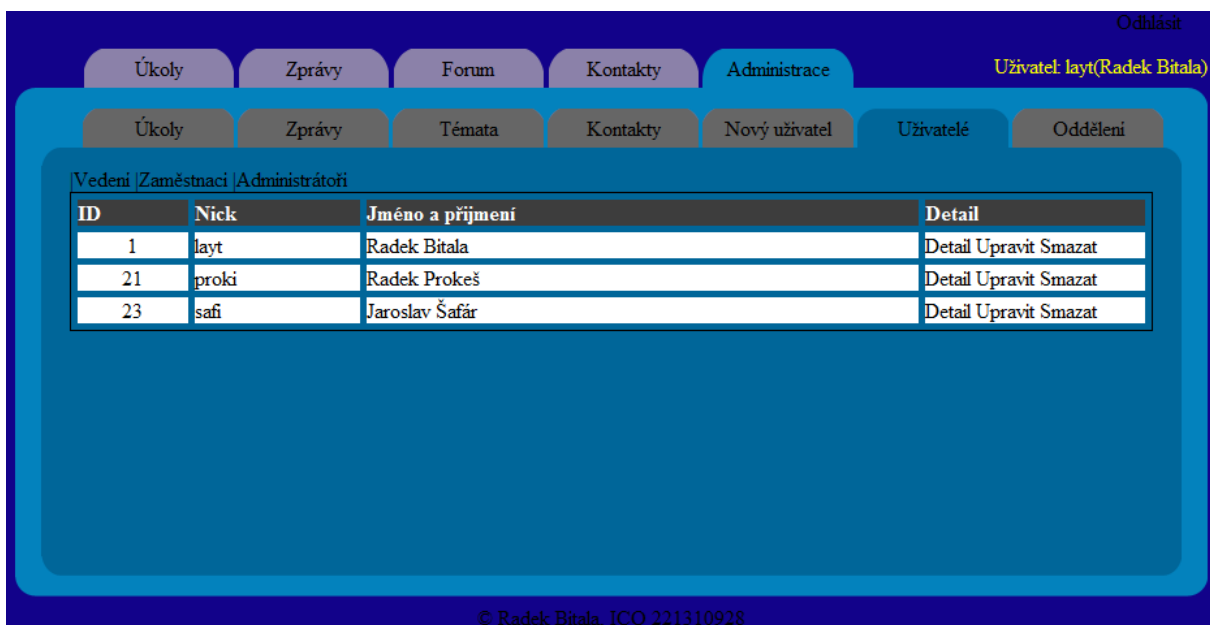 Odhlásit
Úkoly Zprávy Forum Kontakty Administrace Uživatel: layt(Radek Bitala)
Úkoly Zprávy Témata Kontakty Nový uživatel Uživatelé Oddělení
|Vedení |Zaměstnaci |Administrátoři
ID Nick Jméno a přijmení Detail
1 layt Radek Bitala Detail Upravit Smazat
21 proki Radek Prokeš Detail Upravit Smazat
23 safi Jaroslav Šafár Detail Upravit Smazat
© Radek Bitala, ICO 221310928